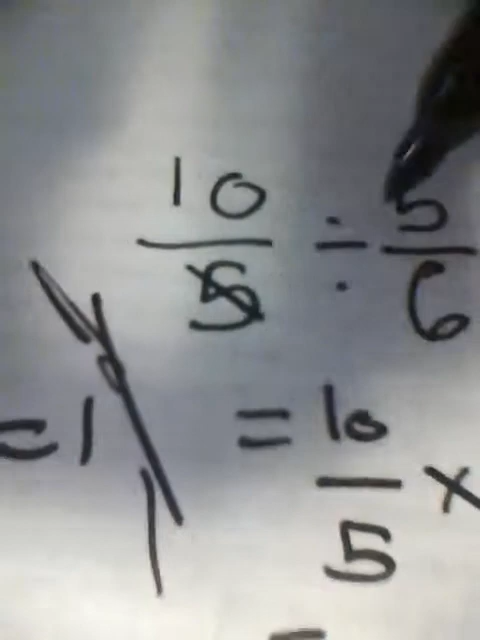 10/5 ÷ 5/6
= 1
= 10/5 ×